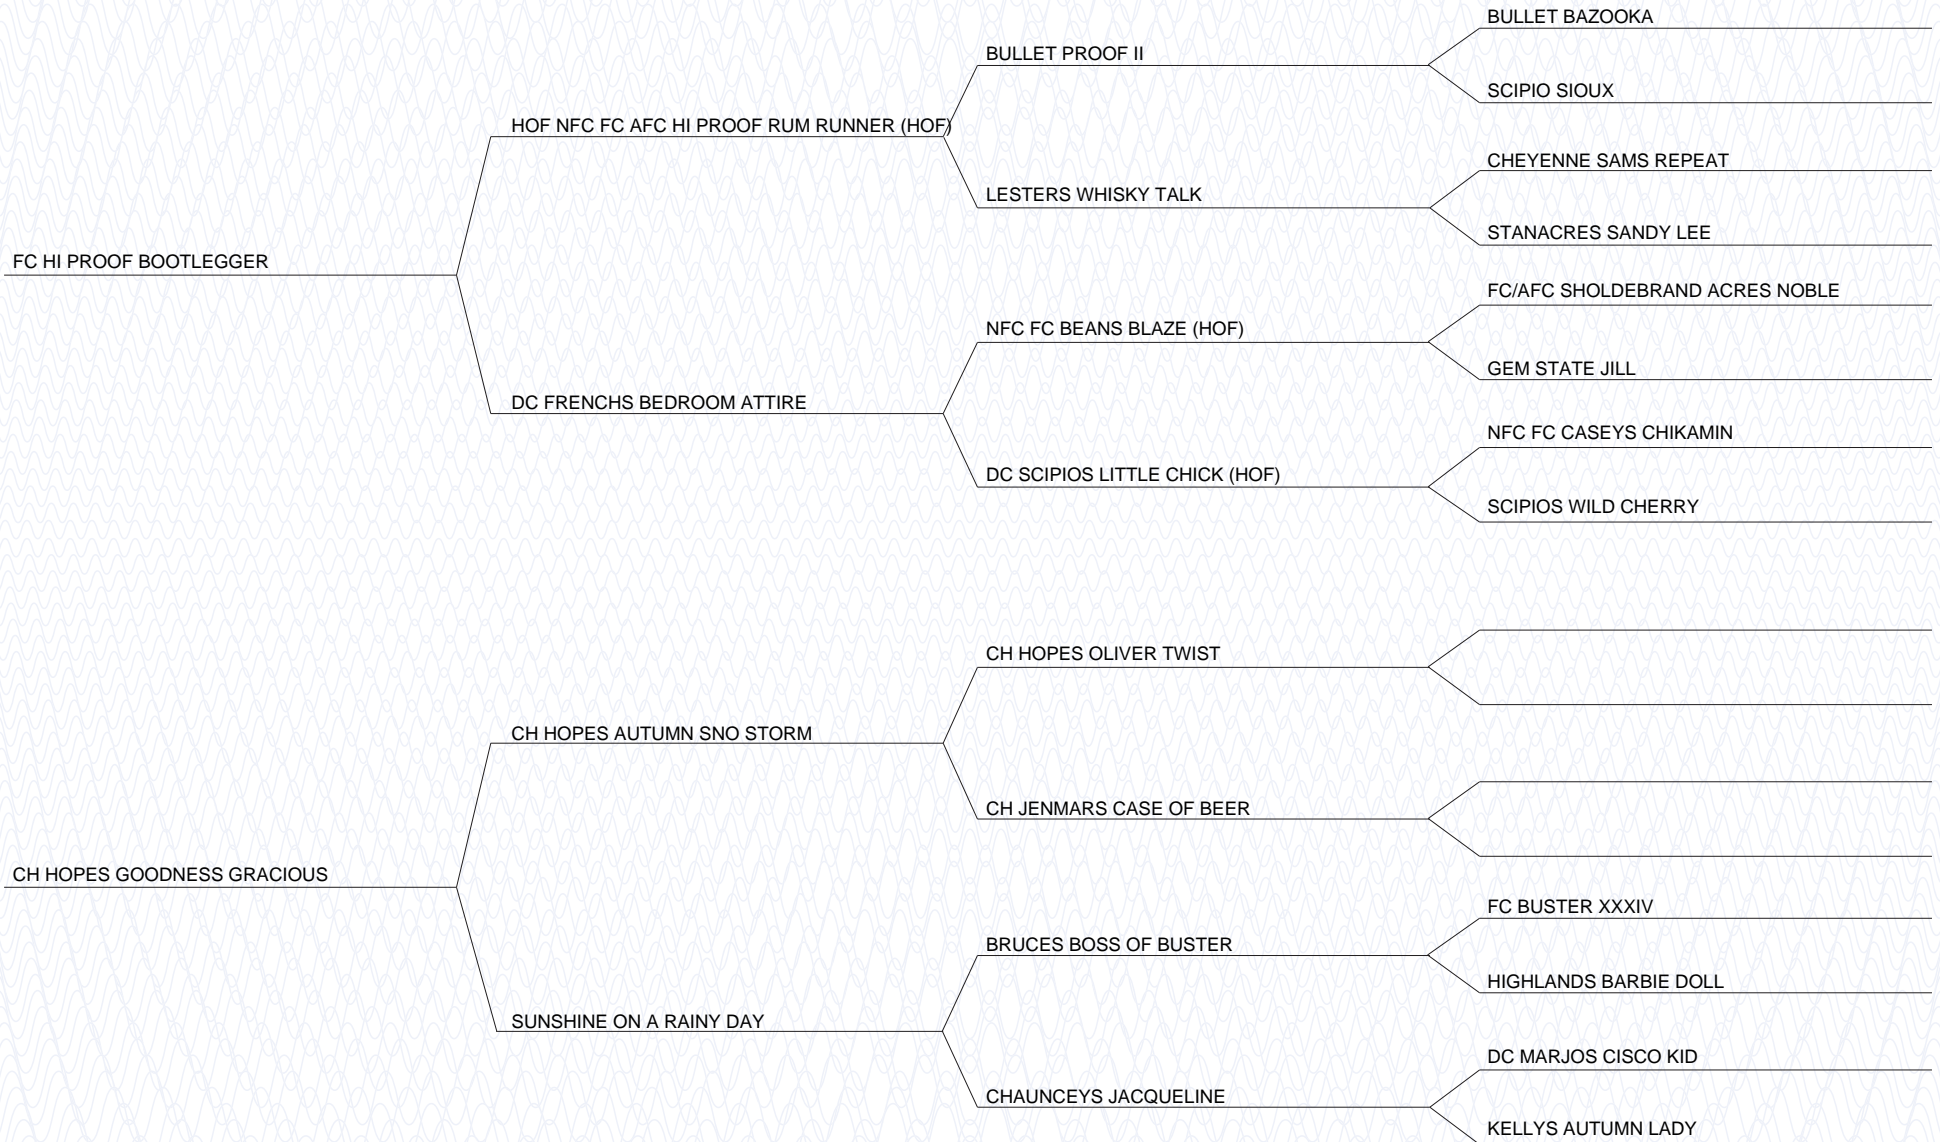 BULLET BAZOOKA
BULLET PROOF II
SCIPIO SIOUX
HOF NFC FC AFC HI PROOF RUM RUNNER (HOF)
CHEYENNE SAMS REPEAT
LESTERS WHISKY TALK
STANACRES SANDY LEE
FC HI PROOF BOOTLEGGER
FC/AFC SHOLDEBRAND ACRES NOBLE
NFC FC BEANS BLAZE (HOF)
GEM STATE JILL
DC FRENCHS BEDROOM ATTIRE
NFC FC CASEYS CHIKAMIN
DC SCIPIOS LITTLE CHICK (HOF)
SCIPIOS WILD CHERRY
CH HOPES OLIVER TWIST
CH HOPES AUTUMN SNO STORM
CH JENMARS CASE OF BEER
CH HOPES GOODNESS GRACIOUS
FC BUSTER XXXIV
BRUCES BOSS OF BUSTER
HIGHLANDS BARBIE DOLL
SUNSHINE ON A RAINY DAY
DC MARJOS CISCO KID
CHAUNCEYS JACQUELINE
KELLYS AUTUMN LADY